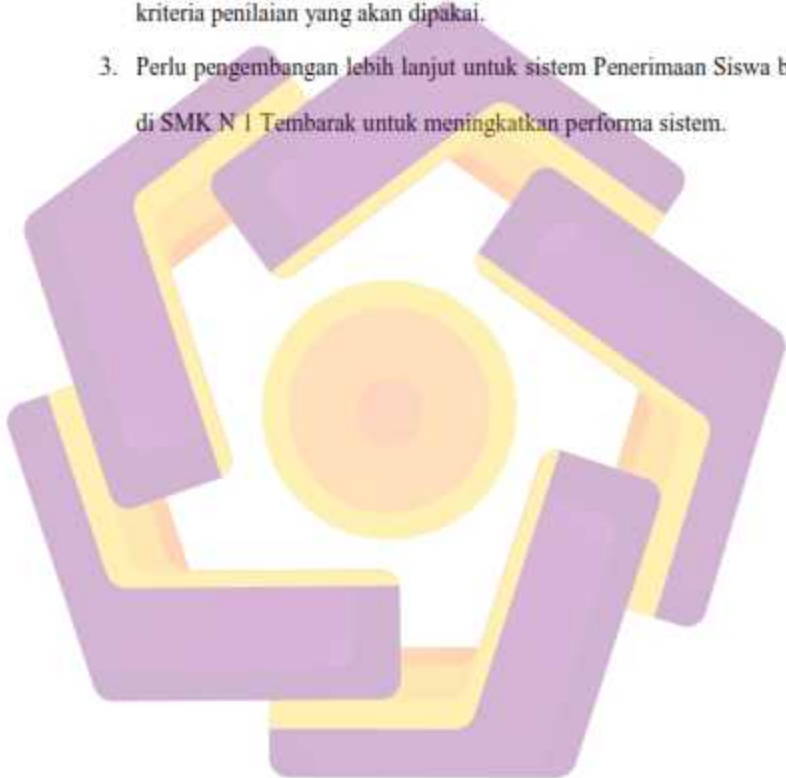 kriteria penilaian yang akan dipakai.
3. Perlu pengembangan lebih lanjut untuk sistem Penerimaan Siswa b
di SMK N 1 Tembarak untuk meningkatkan performa sistem.